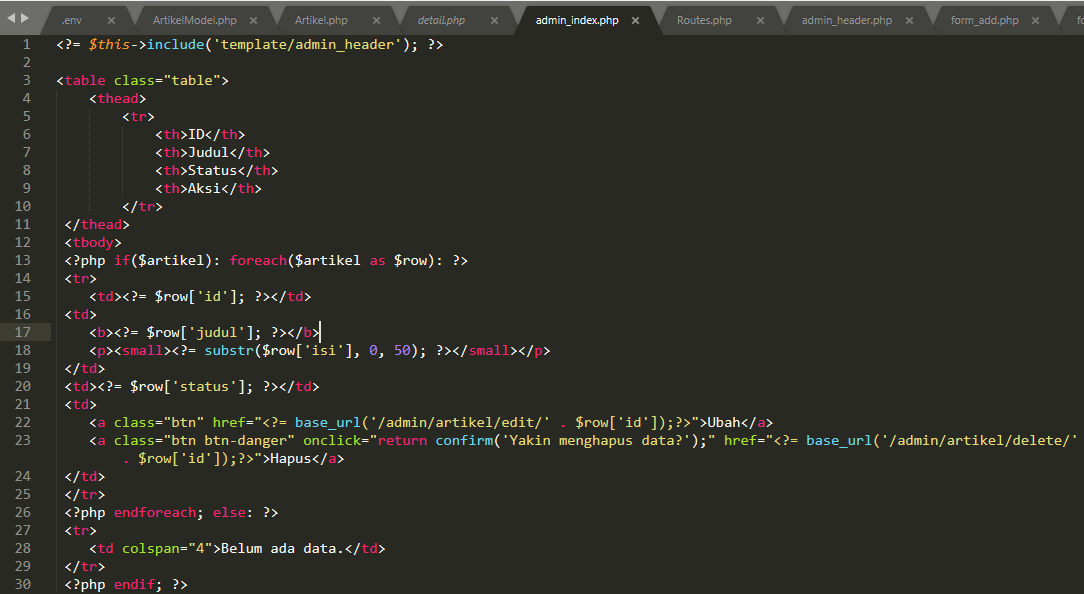 .env × ArtikelModel.php × Artikel.php × detail.php × admin_index.php × Routes.php × admin_header.php × form_add.php ×
1 <?= $this->include('template/admin_header'); ?>
2
3 <table class="table">
4 <thead>
5 <tr>
6 <th>ID</th>
7 <th>Judul</th>
8 <th>Status</th>
9 <th>Aksi</th>
10 </tr>
11 </thead>
12 <tbody>
13 <?php if($artikel): foreach($artikel as $row): ?>
14 <tr>
15 <td><?= $row['id']; ?></td>
16 <td>
17 <b><?= $row['judul']; ?></b>
18 <p><small><?= substr($row['isi'], 0, 50); ?></small></p>
19 </td>
20 <td><?= $row['status']; ?></td>
21 <td>
22 <a class="btn" href="<?= base_url('/admin/artikel/edit/' . $row['id']);?>">Ubah</a>
23 <a class="btn btn-danger" onclick="return confirm('Yakin menghapus data?');" href="<?= base_url('/admin/artikel/delete/'
. $row['id']);?>">Hapus</a>
24 </td>
25 </tr>
26 <?php endforeach; else: ?>
27 <tr>
28 <td colspan="4">Belum ada data.</td>
29 </tr>
30 <?php endif; ?>